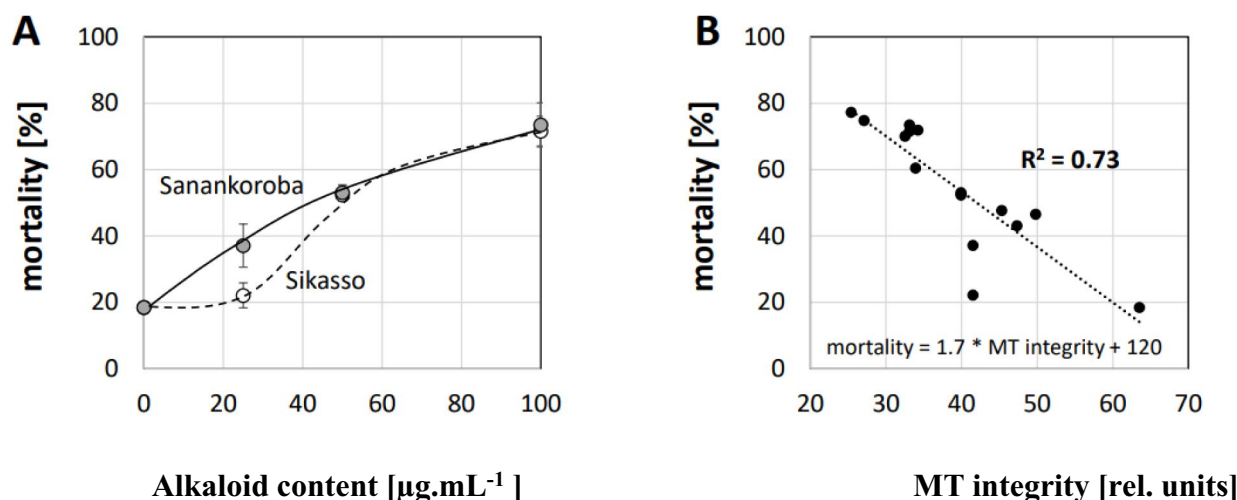 A
mortality [%]
100
80
60
40
20
0
Sanankoroba
Sikasso
0 20 40 60 80 100
Alkaloid content [µg.mL⁻¹ ]
B
mortality [%]
100
80
60
40
20
0
R² = 0.73
mortality = 1.7 * MT integrity + 120
20 30 40 50 60 70
MT integrity [rel. units]